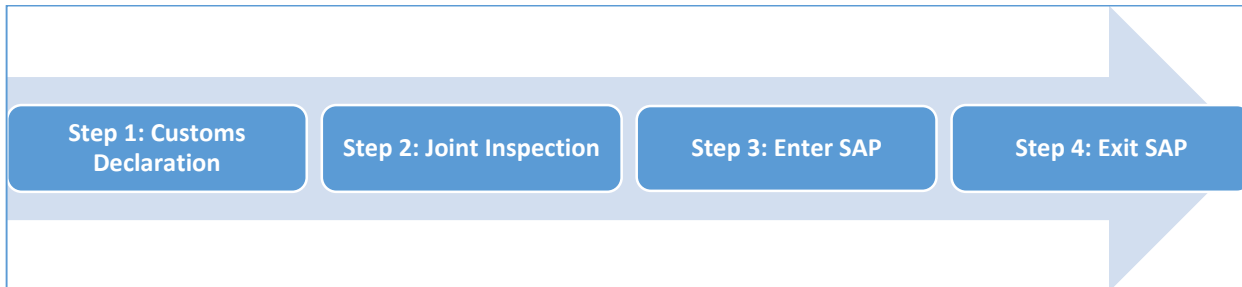 Step 1: Customs
Declaration
Step 2: Joint Inspection
Step 3: Enter SAP
Step 4: Exit SAP